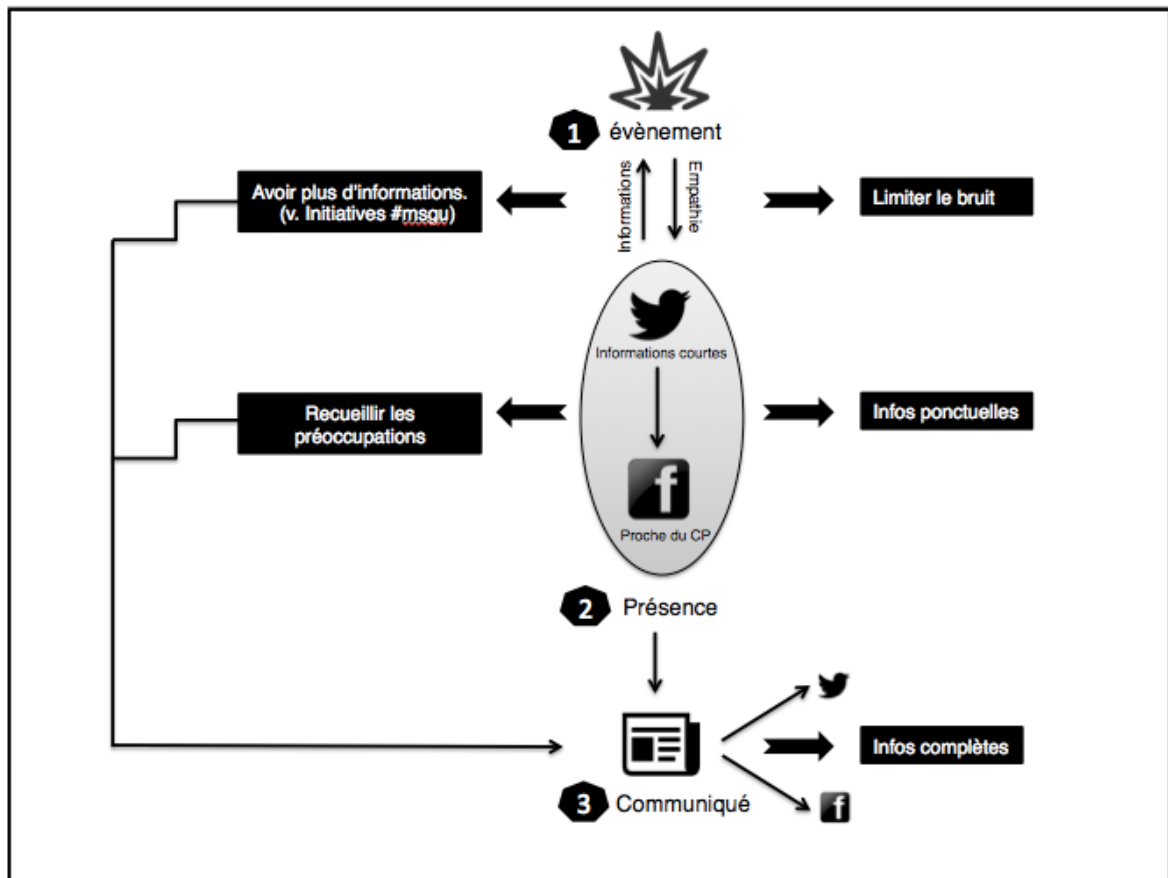 1 évènement
Avoir plus d'informations.
(v. Initiatives #msgu)
Informations
Empathie
Limiter le bruit
Informations courtes
Recueillir les
préoccupations
Infos ponctuelles
f
Proche du CP
2 Présence
Infos complètes
3 Communiqué
f